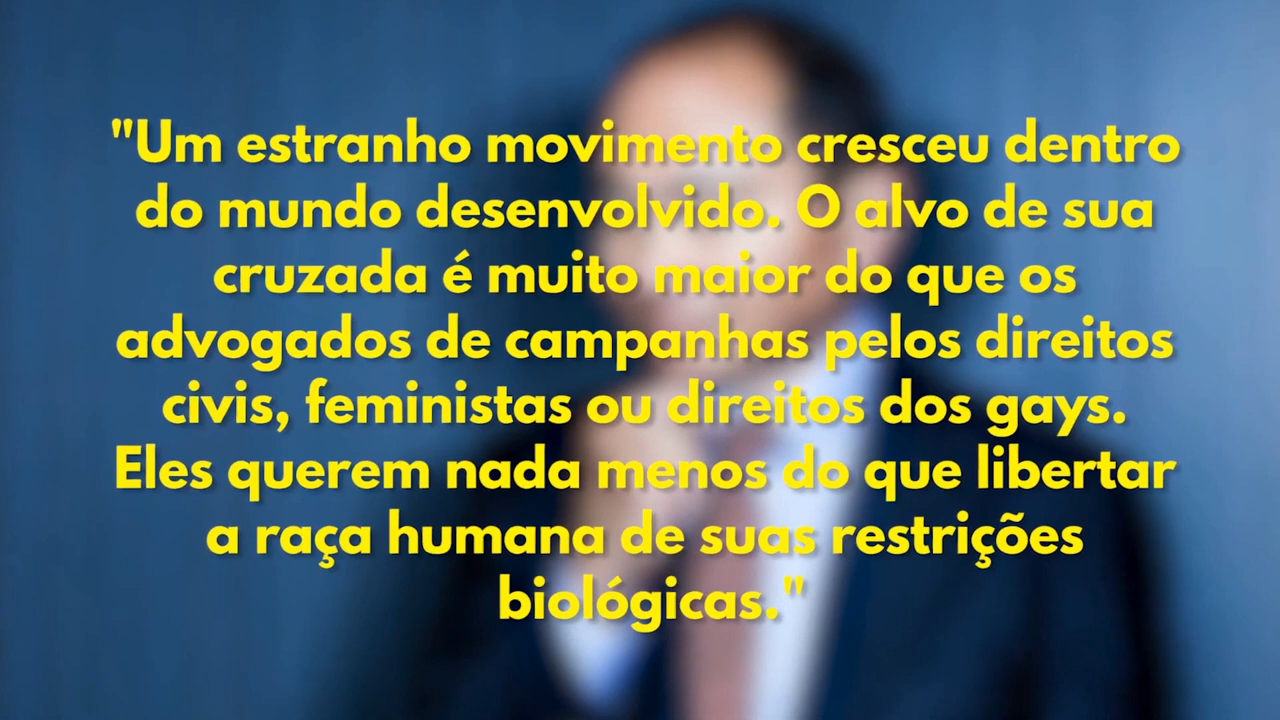 "Um estranho movimento cresceu dentro
do mundo desenvolvido. O alvo de sua
cruzada é muito maior do que os
advogados de campanhas pelos direitos
civis, feministas ou direitos dos gays.
Eles querem nada menos do que libertar
a raça humana de suas restrições
biológicas."